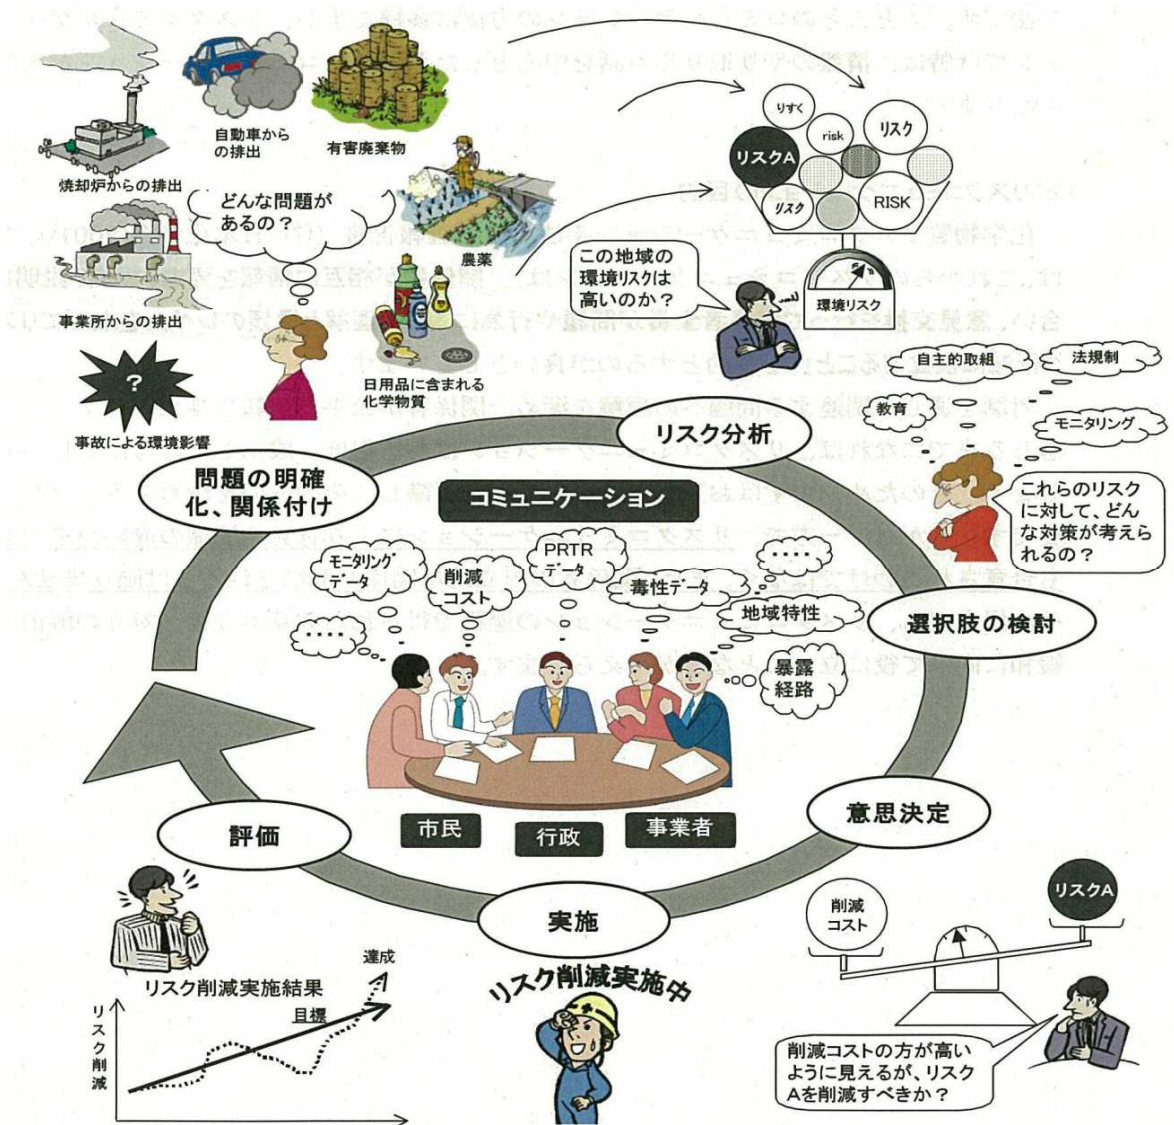 焼却炉からの排出
自動車から
の排出
有害廃棄物
どんな問題が
あるの?
農薬
事業所からの排出
日用品に含まれる
化学物質
?
事故による環境影響
りすく
risk
リスク
リスクA
リスク
RISK
環境リスク
この地域の
環境リスクは
高いのか?
自主的取組
法規制
教育
モニタリング
これらのリスク
に対して、どん
な対策が考えら
れるの?
問題の明確
化、関係付け
リスク分析
選択肢の検討
意思決定
実施
評価
コミュニケーション
モニタリング
データ
削減
コスト
PRTR
データ
毒性データ
・・・・・
地域特性
・・・・・
暴露
経路
市民
行政
事業者
リスク削減実施結果
リスク削減
目標
達成
リスク削減実施中
削減
コスト
リスクA
削減コストの方が高い
ように見えるが、リスク
Aを削減すべきか?